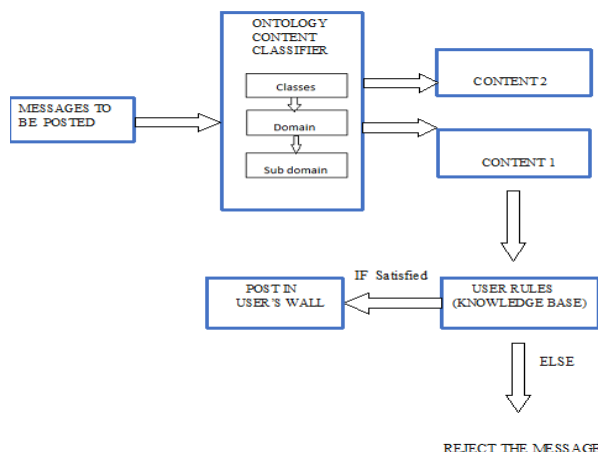 ONTOLOGY
CONTENT
CLASSIFIER
Classes
Domain
Sub domain
MESSAGES TO
BE POSTED
CONTENT 2
CONTENT 1
IF Satisfied
POST IN
USER'S WALL
USER RULES
(KNOWLEDGE BASE)
ELSE
REJECT THE MESSAGE